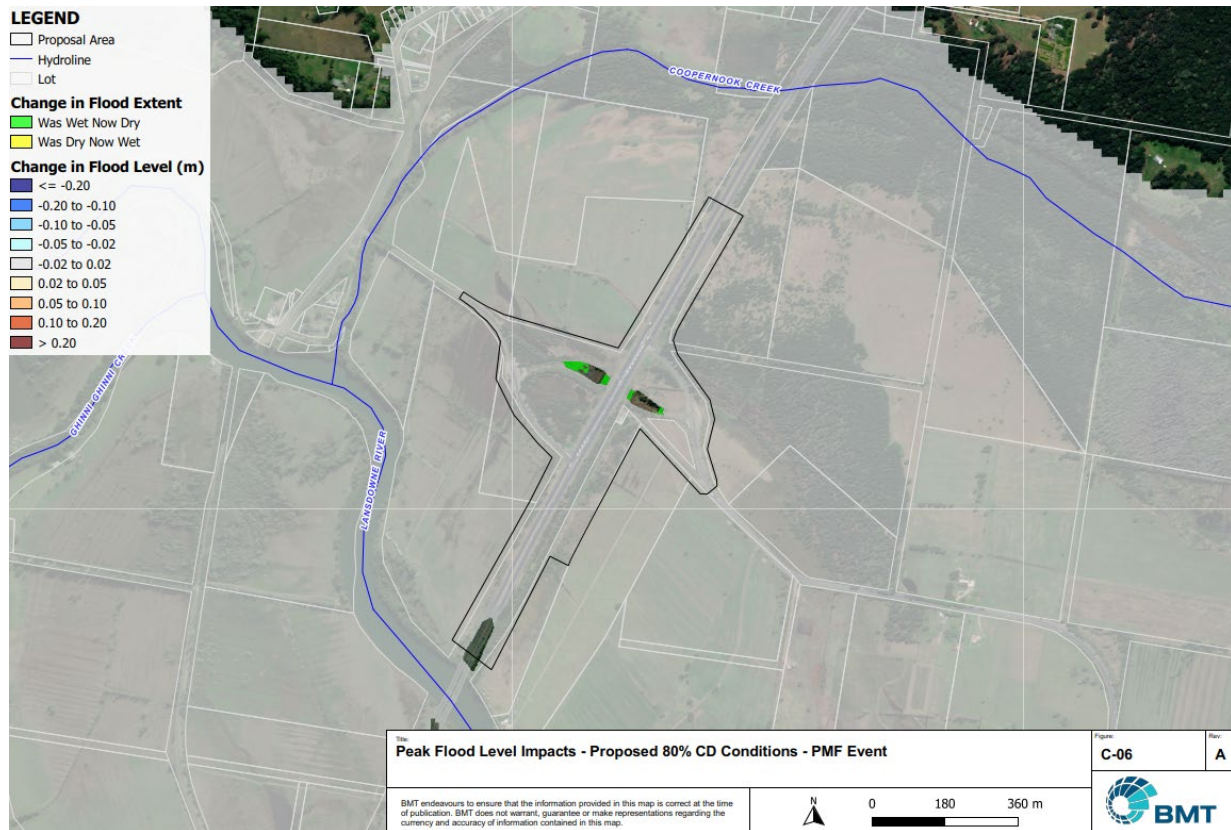 LEGEND
Proposal Area
Hydroline
Lot
Change in Flood Extent
Was Wet Now Dry
Was Dry Now Wet
Change in Flood Level (m)
<= -0.20
-0.20 to -0.10
-0.10 to -0.05
-0.05 to -0.02
-0.02 to 0.02
0.02 to 0.05
0.05 to 0.10
0.10 to 0.20
> 0.20
COOPERNOOK CREEK
GHINNI GHINNI CREEK
LANSDOWNE RIVER
Title:
Peak Flood Level Impacts - Proposed 80% CD Conditions - PMF Event
Figure:
C-06
Rev:
A
BMT endeavours to ensure that the information provided in this map is correct at the time
of publication. BMT does not warrant, guarantee or make representations regarding the
currency and accuracy of information contained in this map.
N
0 180 360 m
BMT